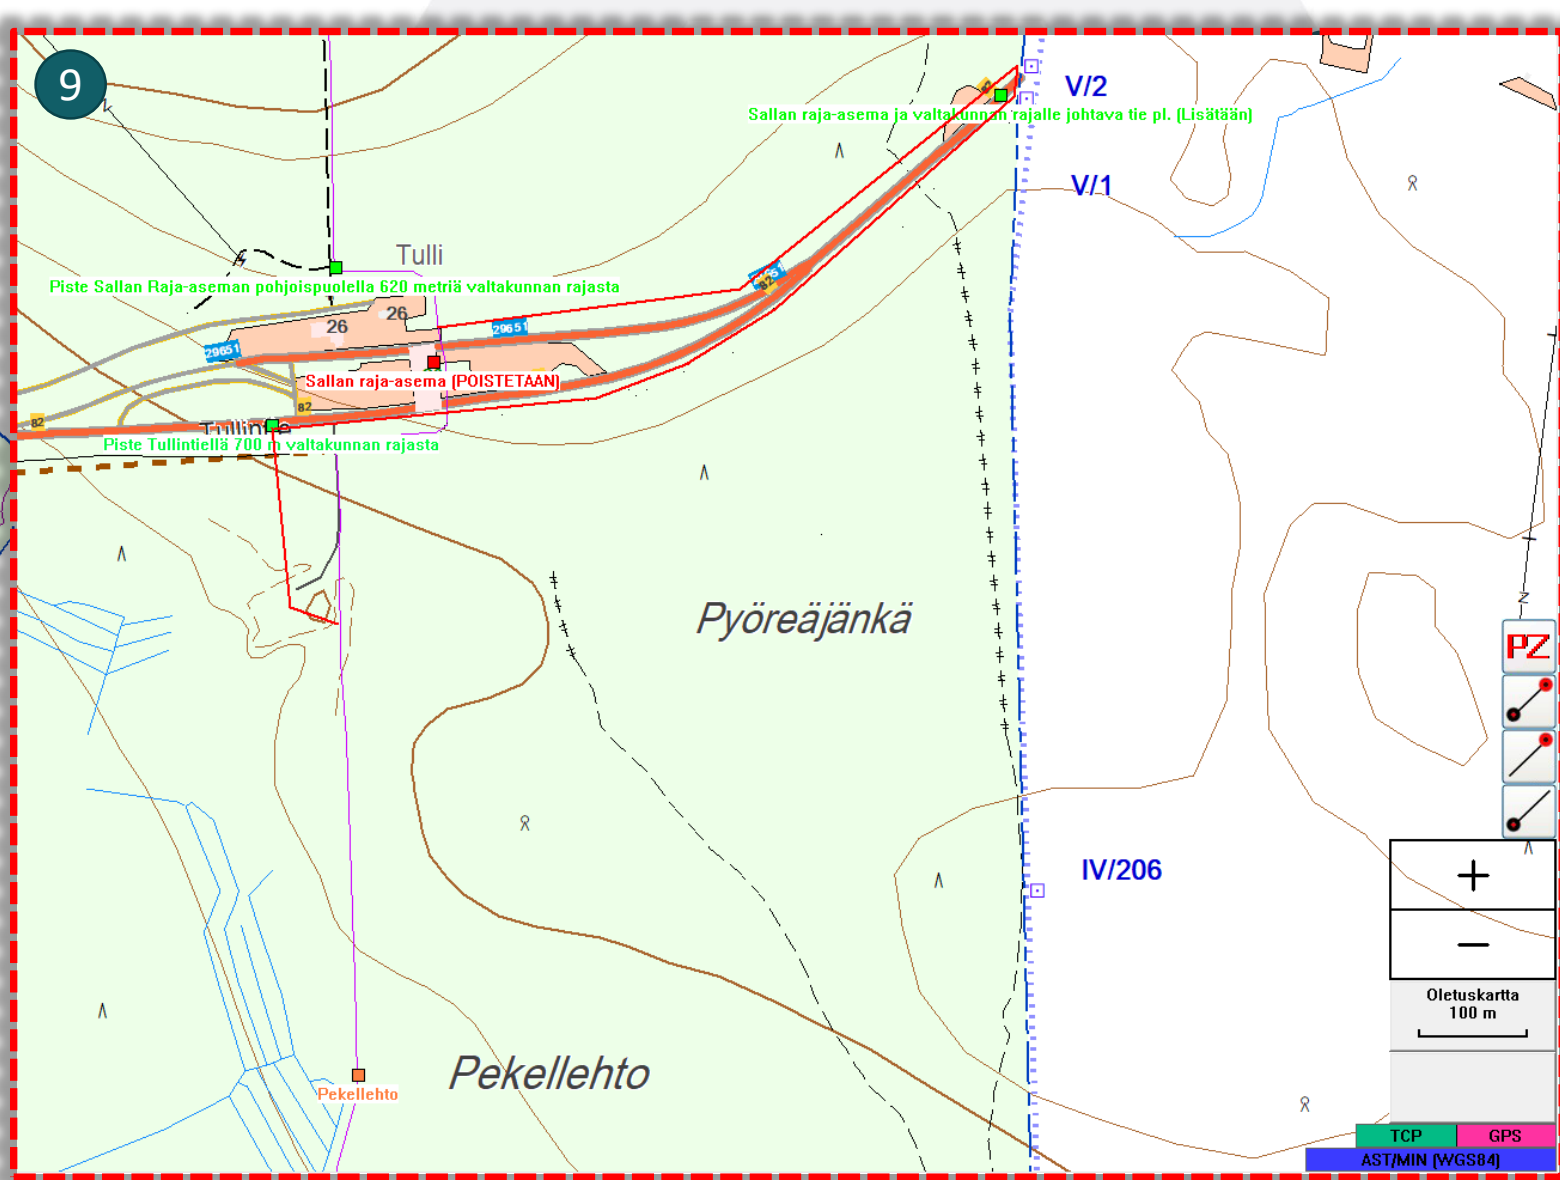 9
V/2
Sallan raja-asema ja valtakunnan rajalle johtava tie pl. (Lisätään)
V/1
Tulli
Piste Sallan Raja-aseman pohjoispuolella 620 metriä valtakunnan rajasta
82
26
26
29651
29651
Sallan raja-asema (POISTETAAN)
82
82
Tullintie
Piste Tullintiellä 700 m valtakunnan rajasta
Pyöreäjänkä
N
PZ
IV/206
+
−
Oletuskartta
100 m
Pekellehto
Pekellehto
TCP
GPS
AST/MIN (WGS84)